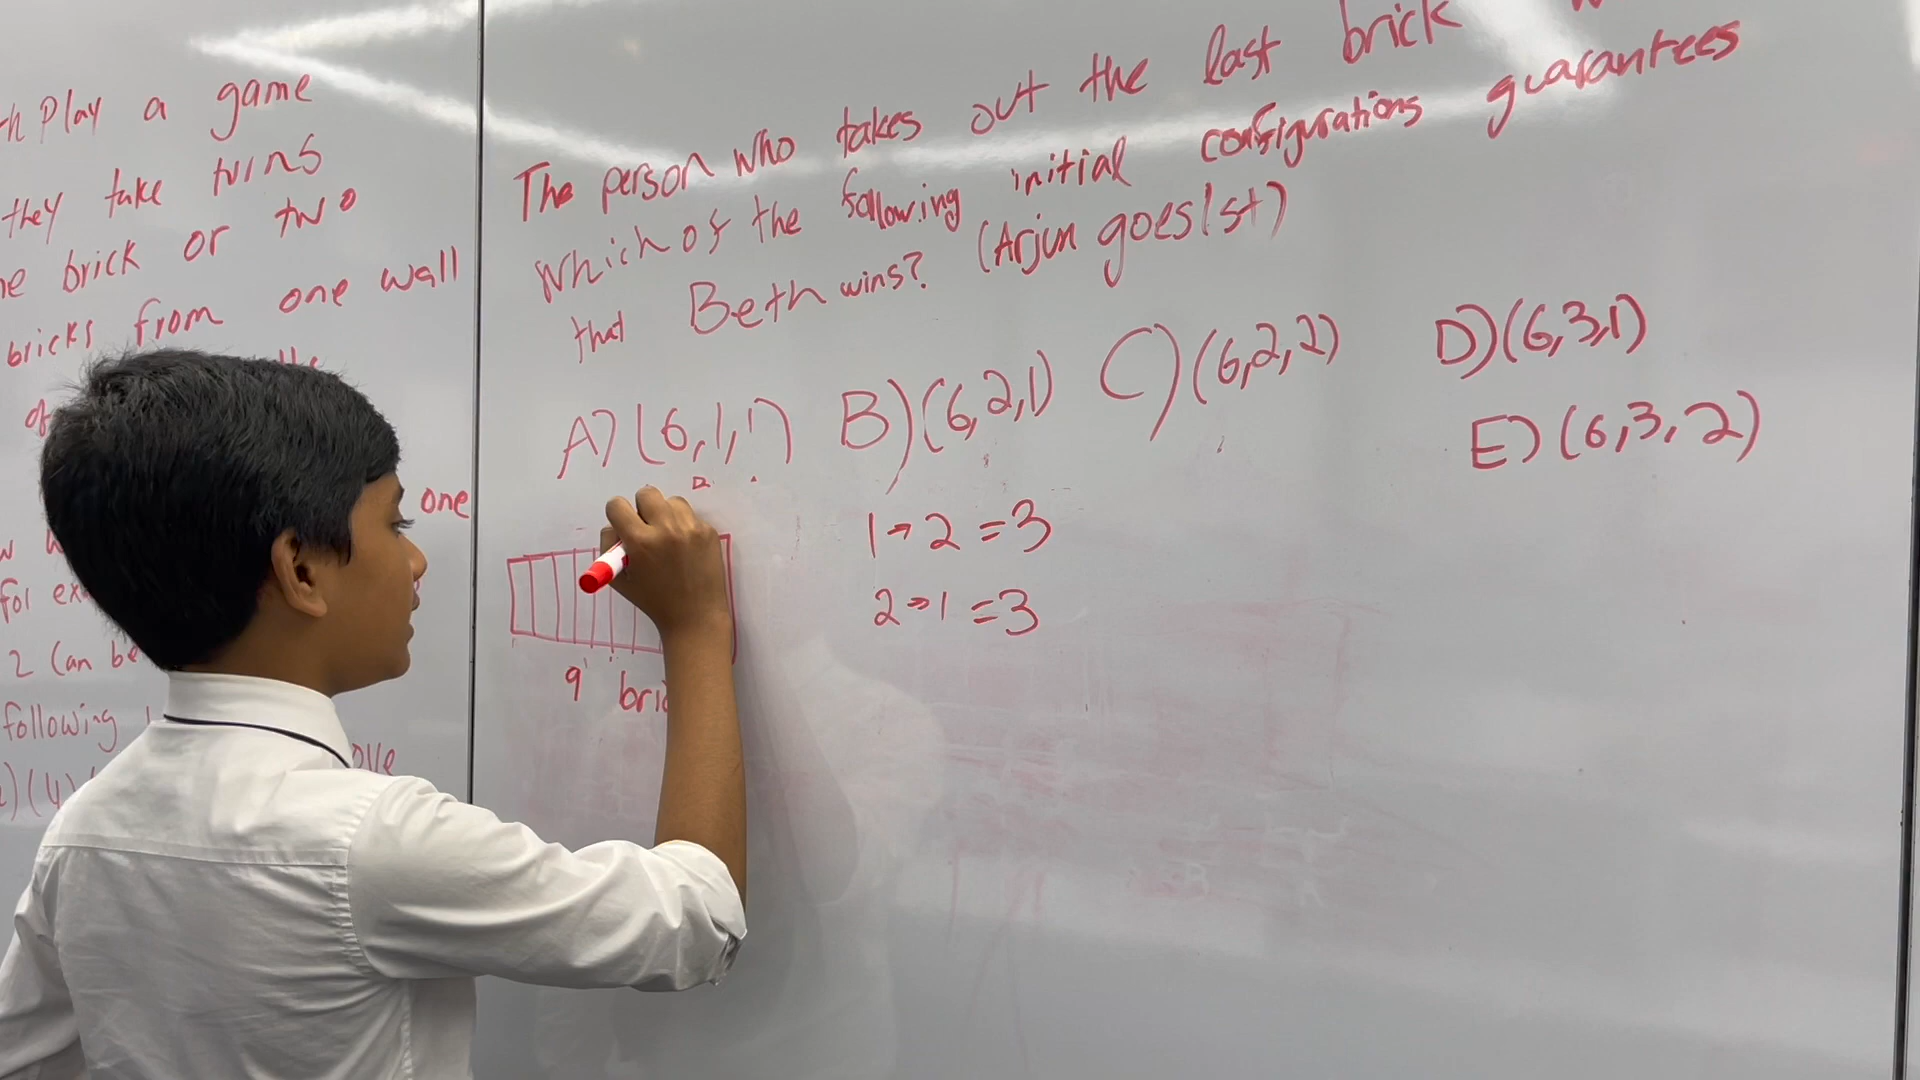 Play a game
they take turns
brick or two
bricks from one wall
of
one
2 can be
following
The person who takes out the last brick
which of the following initial configurations guarantees
that Beth wins? (Arjun goes 1st)
A) (6,1,1) B) (6,2,1) C) (6,2,2) D) (6,3,1)
E) (6,3,2)
1→2 = 3
2→1 = 3
9